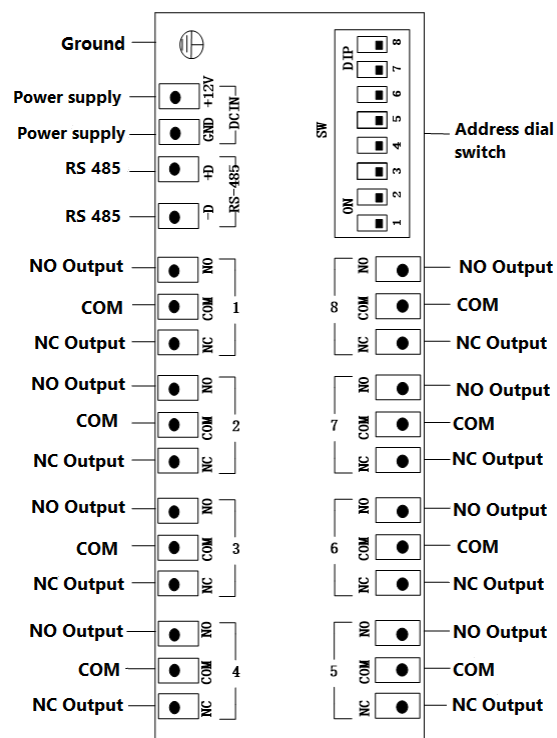 Ground
Power supply
+12V
Power supply
GND
DCIN
RS 485
+D
RS 485
-D
RS-485
SW
DIP
ON
8
7
6
5
4
3
2
1
Address dial
switch
NO Output
NO
COM
COM
1
NC Output
NC
NO Output
NO
COM
COM
2
NC Output
NC
NO Output
NO
COM
COM
3
NC Output
NC
NO Output
NO
COM
COM
4
NC Output
NC
NO
NO Output
8
COM
COM
NC
NC Output
NO
NO Output
7
COM
COM
NC
NC Output
NO
NO Output
6
COM
COM
NC
NC Output
NO
NO Output
5
COM
COM
NC
NC Output